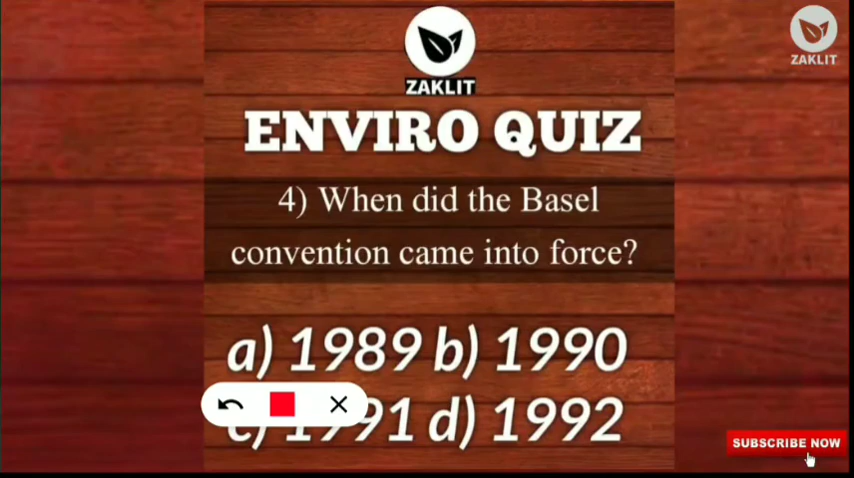 ZAKLIT
ZAKLIT
ENVIRO QUIZ
4) When did the Basel
convention came into force?
a) 1989 b) 1990
c) 1991 d) 1992
SUBSCRIBE NOW